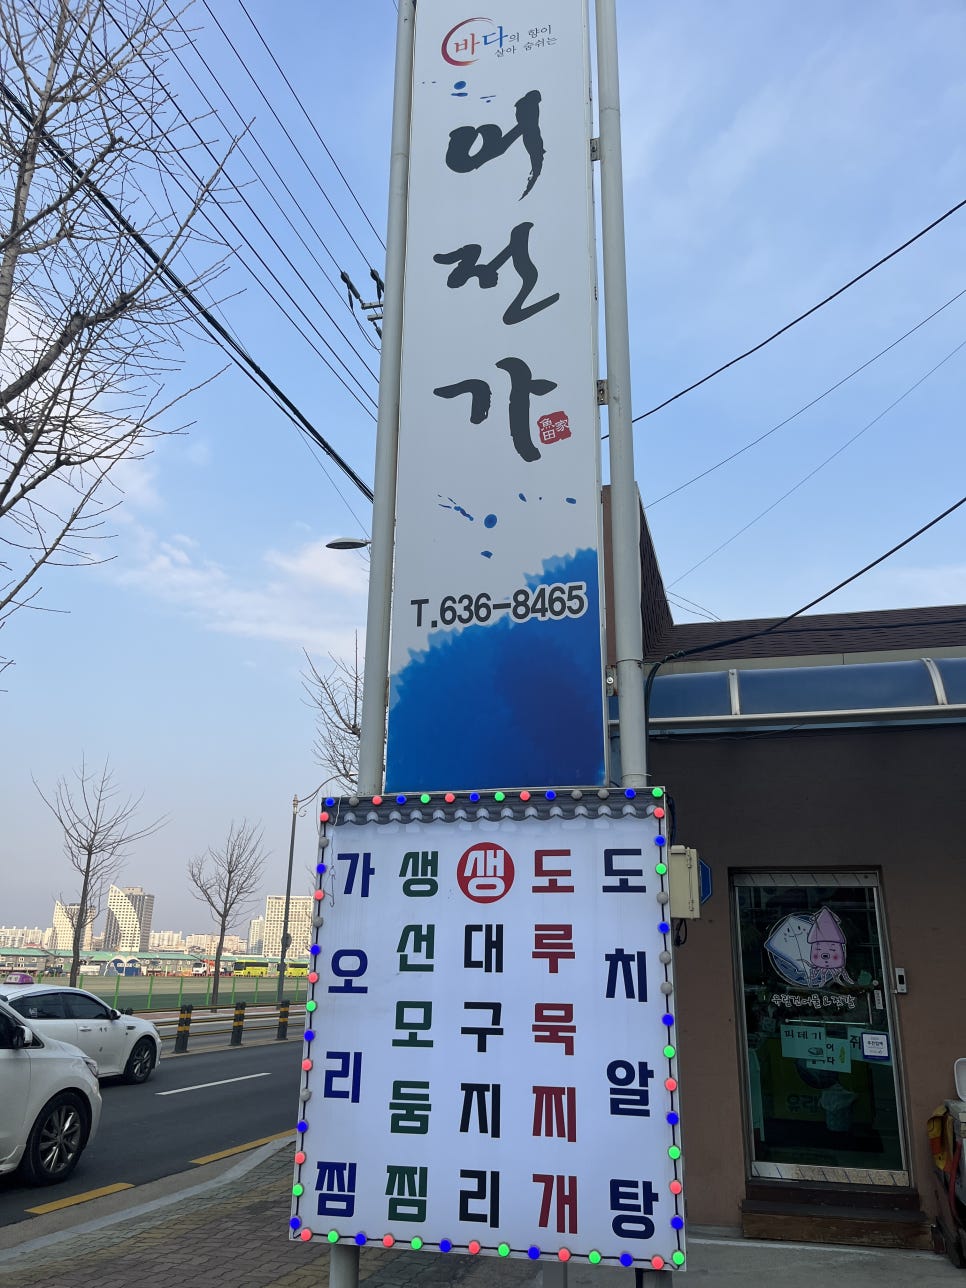 바다의 향이
살아 숨쉬는
어전가
魚田家
T.636-8465
가오리찜
생선모둠찜
생대구지리
도루묵찌개
도치알탕